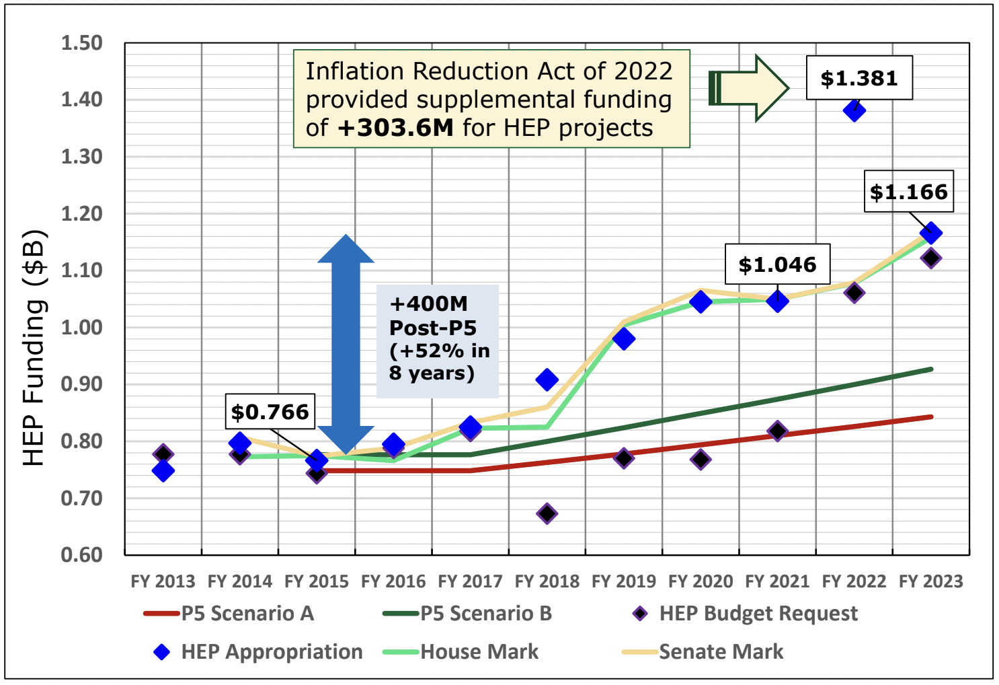 HEP Funding ($B)
1.50
1.40
1.30
1.20
1.10
1.00
0.90
0.80
0.70
0.60
Inflation Reduction Act of 2022
provided supplemental funding
of +303.6M for HEP projects
$1.381
$1.166
$1.046
+400M
Post-P5
(+52% in
8 years)
$0.766
FY 2013 FY 2014 FY 2015 FY 2016 FY 2017 FY 2018 FY 2019 FY 2020 FY 2021 FY 2022 FY 2023
P5 Scenario A P5 Scenario B HEP Budget Request
HEP Appropriation House Mark Senate Mark